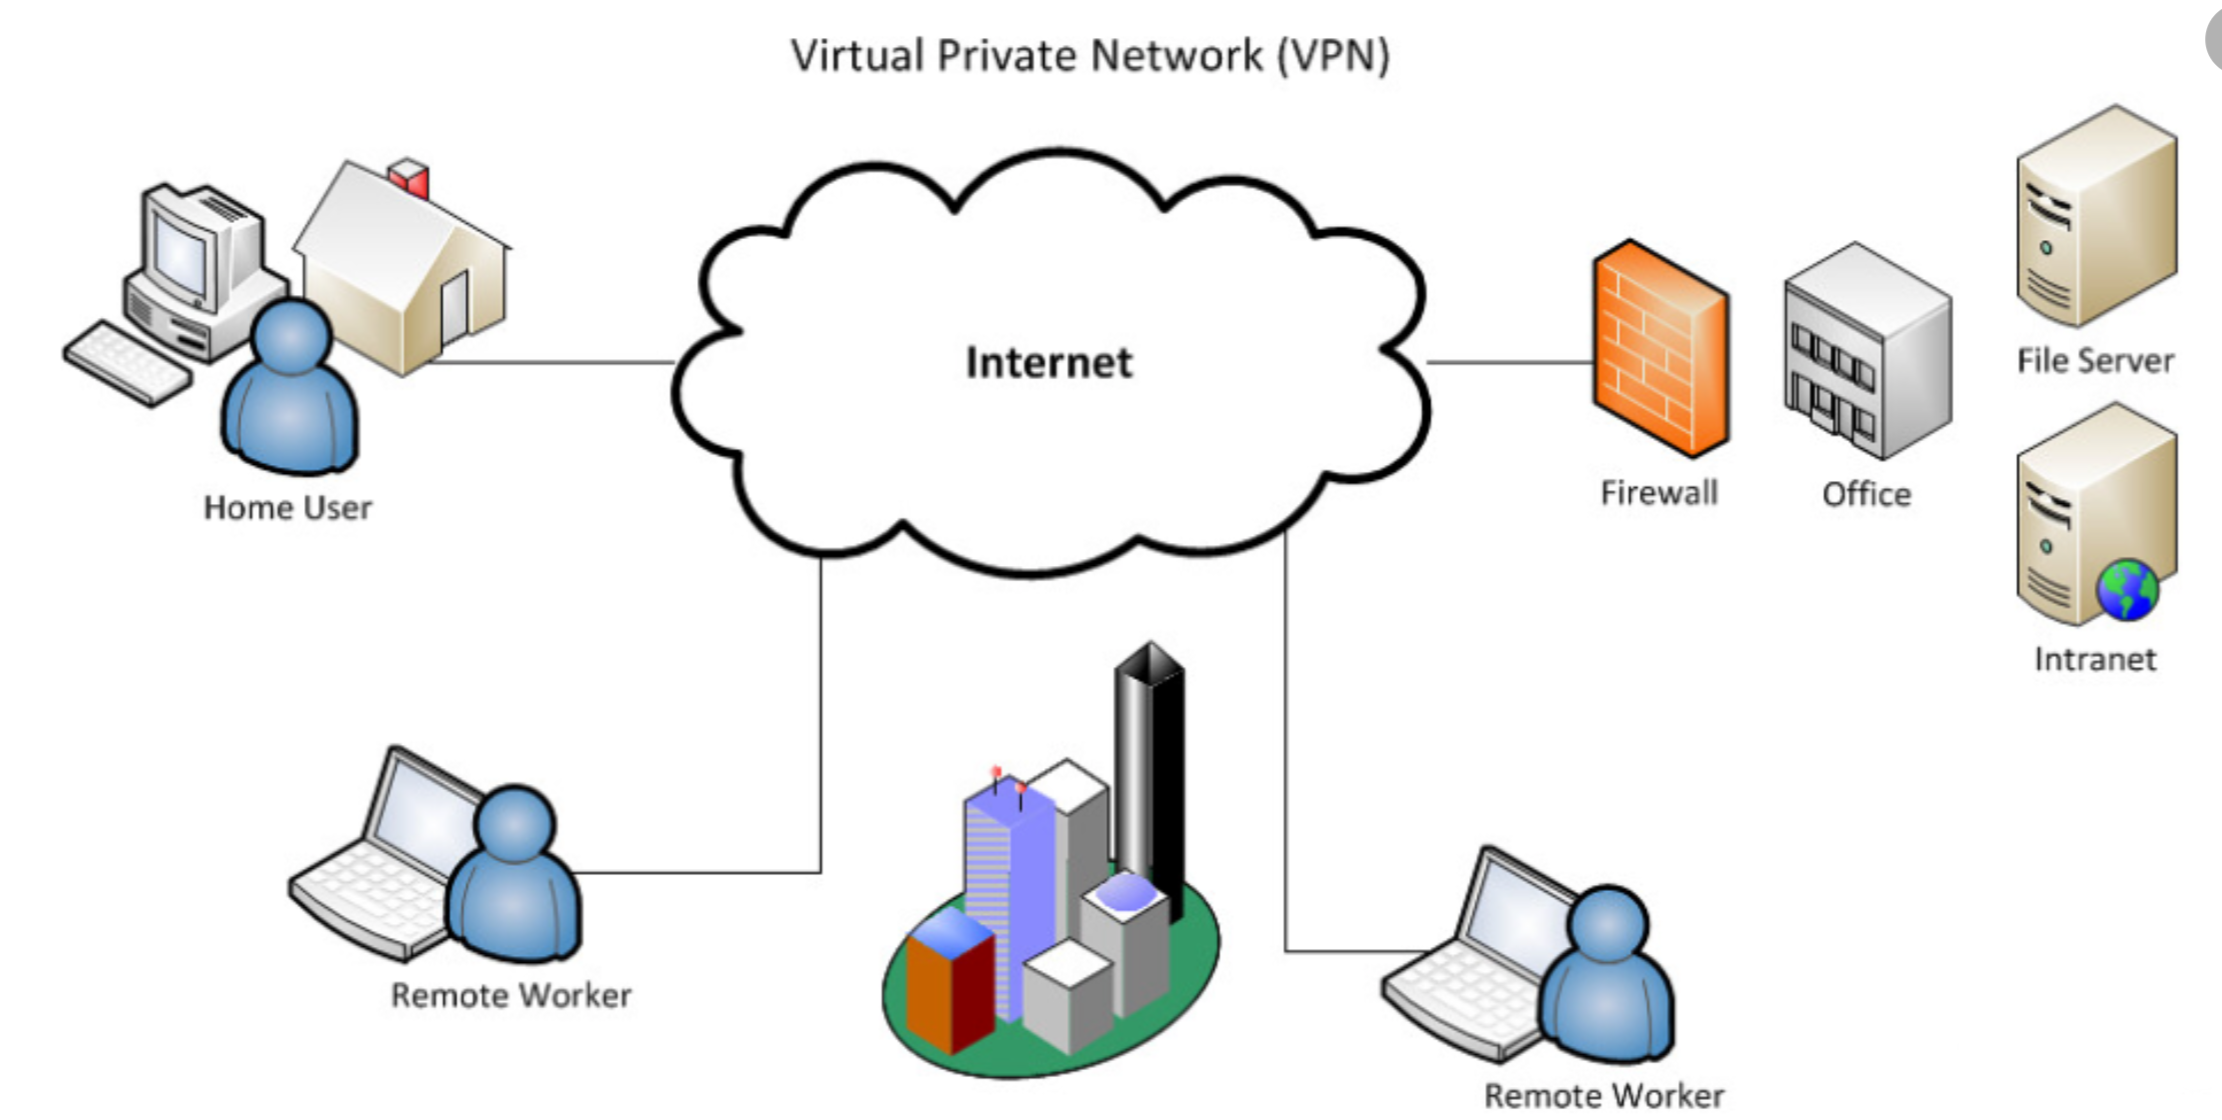 Virtual Private Network (VPN)
Internet
File Server
Firewall
Office
Home User
Intranet
Remote Worker
Remote Worker